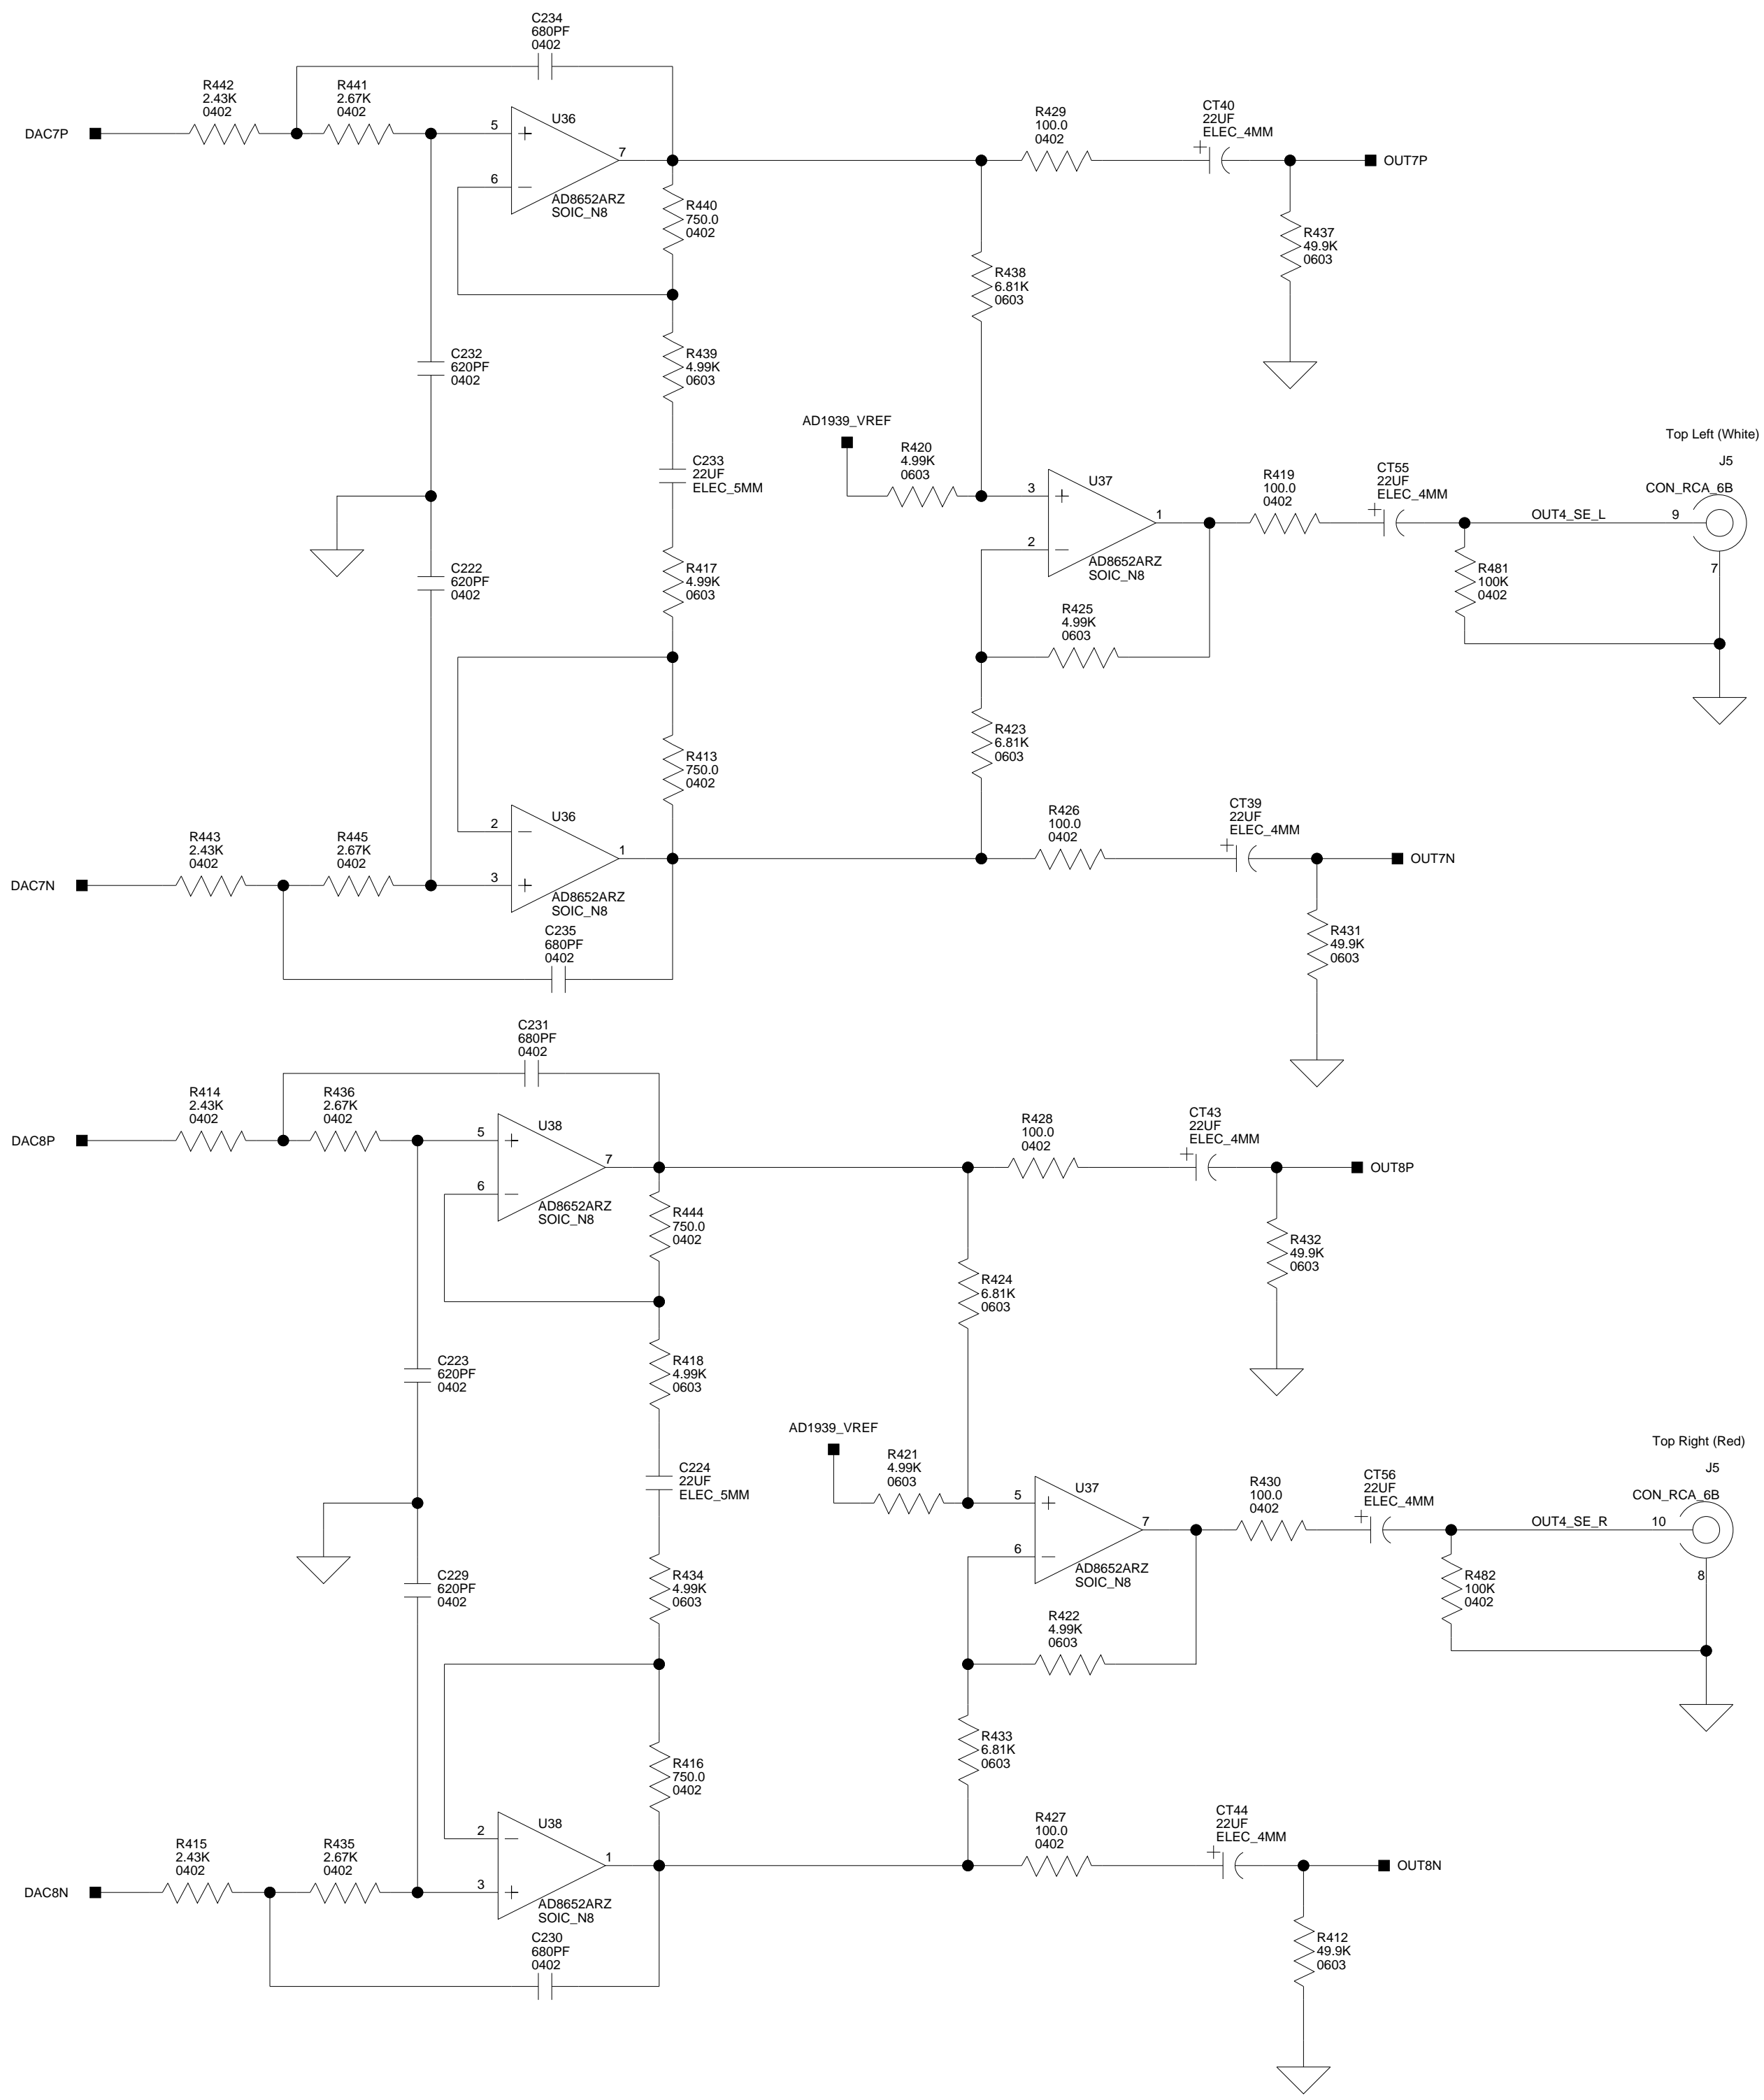 C234
680PF
0402
R442
2.43K
0402
R441
2.67K
0402
DAC7P
5
U36
7
6
AD8652ARZ
SOIC_N8
R440
750.0
0402
R429
100.0
0402
CT40
22UF
ELEC_4MM
OUT7P
R437
49.9K
0603
R438
6.81K
0603
R439
4.99K
0603
C232
620PF
0402
C233
22UF
ELEC_5MM
AD1939_VREF
R420
4.99K
0603
3
U37
1
2
AD8652ARZ
SOIC_N8
R419
100.0
0402
CT55
22UF
ELEC_4MM
Top Left (White)
J5
CON_RCA_6B
OUT4_SE_L
9
7
R481
100K
0402
C222
620PF
0402
R417
4.99K
0603
R425
4.99K
0603
R423
6.81K
0603
R413
750.0
0402
R443
2.43K
0402
R445
2.67K
0402
DAC7N
2
U36
1
3
AD8652ARZ
SOIC_N8
C235
680PF
0402
R426
100.0
0402
CT39
22UF
ELEC_4MM
OUT7N
R431
49.9K
0603
C231
680PF
0402
R414
2.43K
0402
R436
2.67K
0402
DAC8P
5
U38
7
6
AD8652ARZ
SOIC_N8
R444
750.0
0402
R428
100.0
0402
CT43
22UF
ELEC_4MM
OUT8P
R432
49.9K
0603
R424
6.81K
0603
R418
4.99K
0603
C223
620PF
0402
C224
22UF
ELEC_5MM
AD1939_VREF
R421
4.99K
0603
5
U37
7
6
AD8652ARZ
SOIC_N8
R430
100.0
0402
CT56
22UF
ELEC_4MM
Top Right (Red)
J5
CON_RCA_6B
OUT4_SE_R
10
8
R482
100K
0402
C229
620PF
0402
R434
4.99K
0603
R422
4.99K
0603
R433
6.81K
0603
R416
750.0
0402
R415
2.43K
0402
R435
2.67K
0402
DAC8N
2
U38
1
3
AD8652ARZ
SOIC_N8
C230
680PF
0402
R427
100.0
0402
CT44
22UF
ELEC_4MM
OUT8N
R412
49.9K
0603